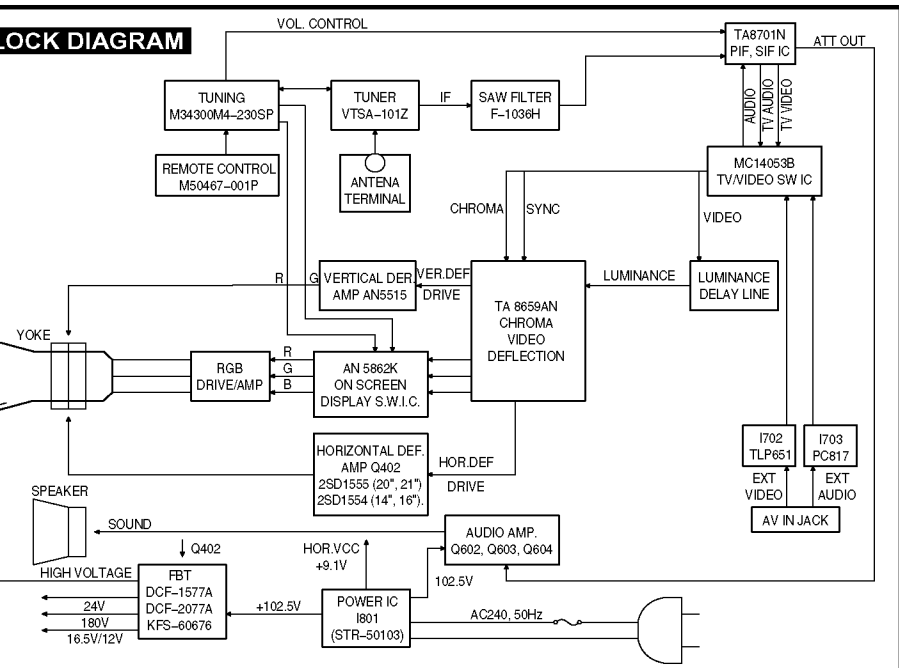 LOCK DIAGRAM
VOL. CONTROL
TA8701N
PIF, SIF IC
ATT OUT
TUNING
M34300M4-230SP
TUNER
VTSA-101Z
IF
SAW FILTER
F-1036H
AUDIO
TV AUDIO
TV VIDEO
REMOTE CONTROL
M50467-001P
ANTENA
TERMINAL
MC14053B
TV/VIDEO SW IC
CHROMA
SYNC
VIDEO
R
G
VERTICAL DER.
AMP AN5515
VER.DEF
DRIVE
TA 8659AN
CHROMA
VIDEO
DEFLECTION
LUMINANCE
LUMINANCE
DELAY LINE
YOKE
RGB
DRIVE/AMP
R
G
B
AN 5862K
ON SCREEN
DISPLAY S.W.I.C.
HORIZONTAL DEF.
AMP Q402
2SD1555 (20", 21")
2SD1554 (14", 16").
HOR.DEF
DRIVE
I702
TLP651
I703
PC817
EXT
VIDEO
EXT
AUDIO
AV IN JACK
SPEAKER
SOUND
AUDIO AMP.
Q602, Q603, Q604
Q402
HOR.VCC
+9.1V
102.5V
HIGH VOLTAGE
FBT
DCF-1577A
DCF-2077A
KFS-60676
24V
180V
16.5V/12V
+102.5V
POWER IC
I801
(STR-50103)
AC240, 50Hz